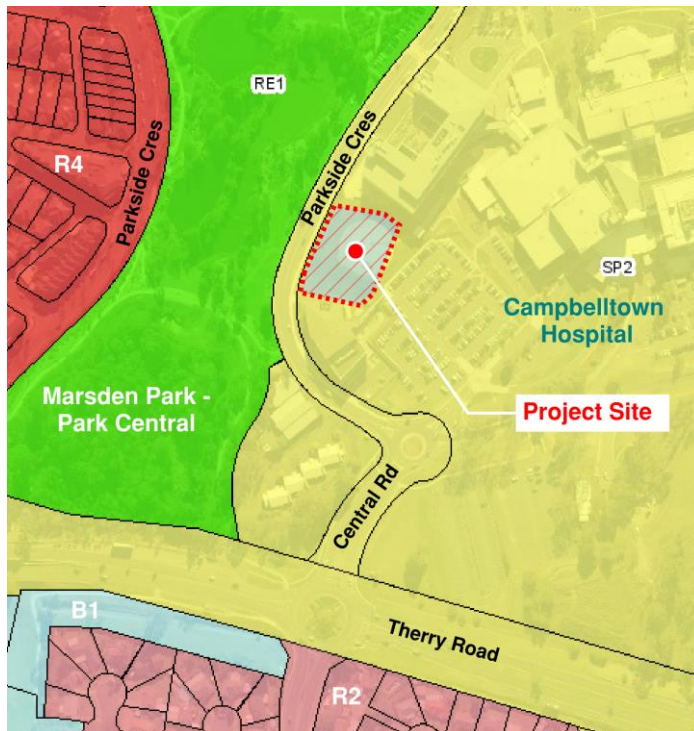 RE1
R4
Parkside Cres
Parkside Cres
SP2
Campbelltown
Hospital
Marsden Park -
Park Central
Project Site
Central Rd
B1
Therry Road
R2